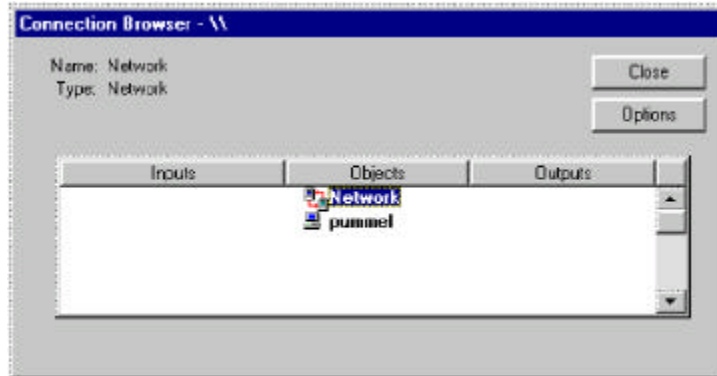 Connection Browser - \\
Name: Network
Type: Network
Close
Options
Inputs Objects Outputs
Network
pummel